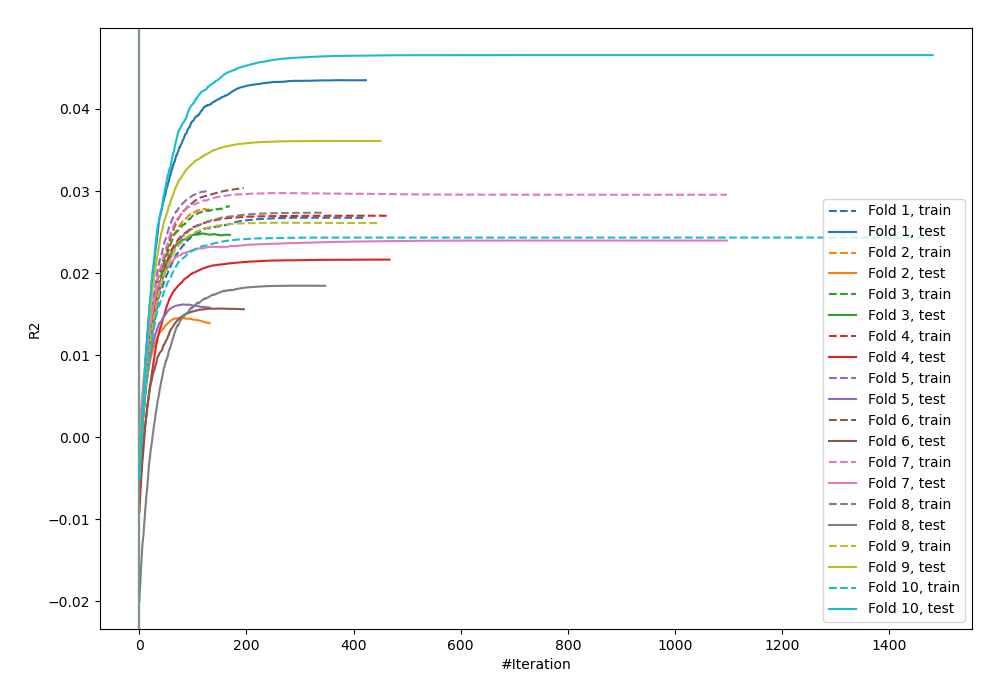 0.04
0.03
0.02
0.01
0.00
−0.01
−0.02
R2
0
200
400
600
800
1000
1200
1400
#Iteration
Fold 1, train
Fold 1, test
Fold 2, train
Fold 2, test
Fold 3, train
Fold 3, test
Fold 4, train
Fold 4, test
Fold 5, train
Fold 5, test
Fold 6, train
Fold 6, test
Fold 7, train
Fold 7, test
Fold 8, train
Fold 8, test
Fold 9, train
Fold 9, test
Fold 10, train
Fold 10, test